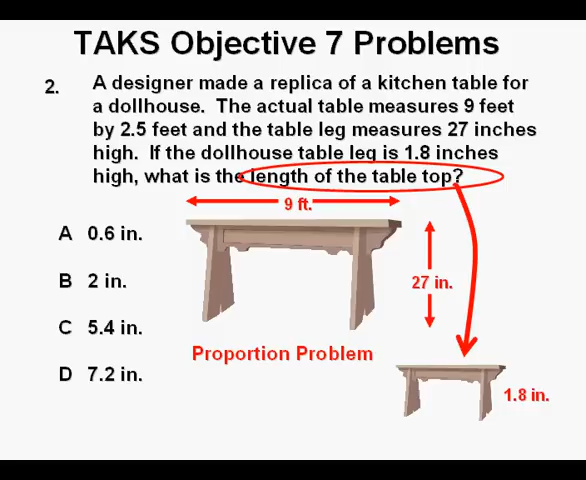 TAKS Objective 7 Problems
2. A designer made a replica of a kitchen table for
a dollhouse. The actual table measures 9 feet
by 2.5 feet and the table leg measures 27 inches
high. If the dollhouse table leg is 1.8 inches
high, what is the length of the table top?
9 ft.
A 0.6 in.
B 2 in.
27 in.
C 5.4 in.
Proportion Problem
D 7.2 in.
1.8 in.